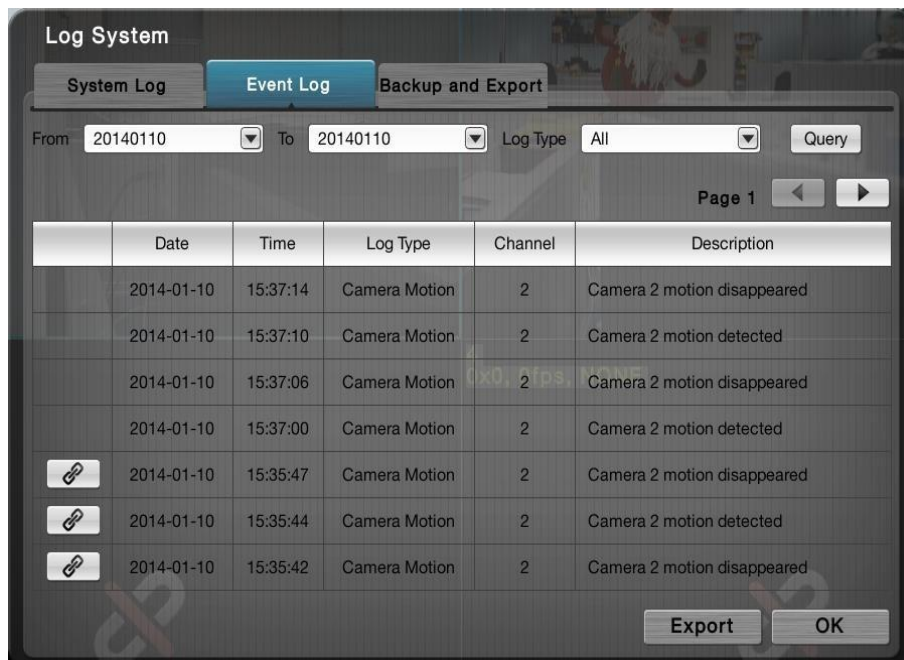 Log System
System Log Event Log Backup and Export
From 20140110 To 20140110 Log Type All Query
Page 1
Date Time Log Type Channel Description
2014-01-10 15:37:14 Camera Motion 2 Camera 2 motion disappeared
2014-01-10 15:37:10 Camera Motion 2 Camera 2 motion detected
0x0, 0fps, NONE
2014-01-10 15:37:06 Camera Motion 2 Camera 2 motion disappeared
2014-01-10 15:37:00 Camera Motion 2 Camera 2 motion detected
2014-01-10 15:35:47 Camera Motion 2 Camera 2 motion disappeared
2014-01-10 15:35:44 Camera Motion 2 Camera 2 motion detected
2014-01-10 15:35:42 Camera Motion 2 Camera 2 motion disappeared
Export OK